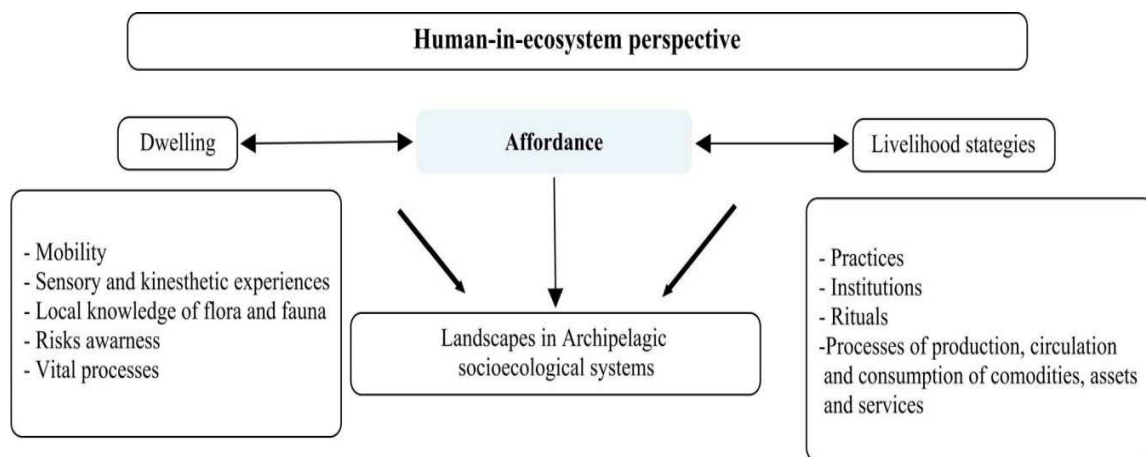 Human-in-ecosystem perspective
Dwelling
Affordance
Livelihood stategies
- Mobility
- Sensory and kinesthetic experiences
- Local knowledge of flora and fauna
- Risks awarness
- Vital processes
Landscapes in Archipelagic
socioecological systems
- Practices
- Institutions
- Rituals
-Processes of production, circulation
and consumption of comodities, assets
and services